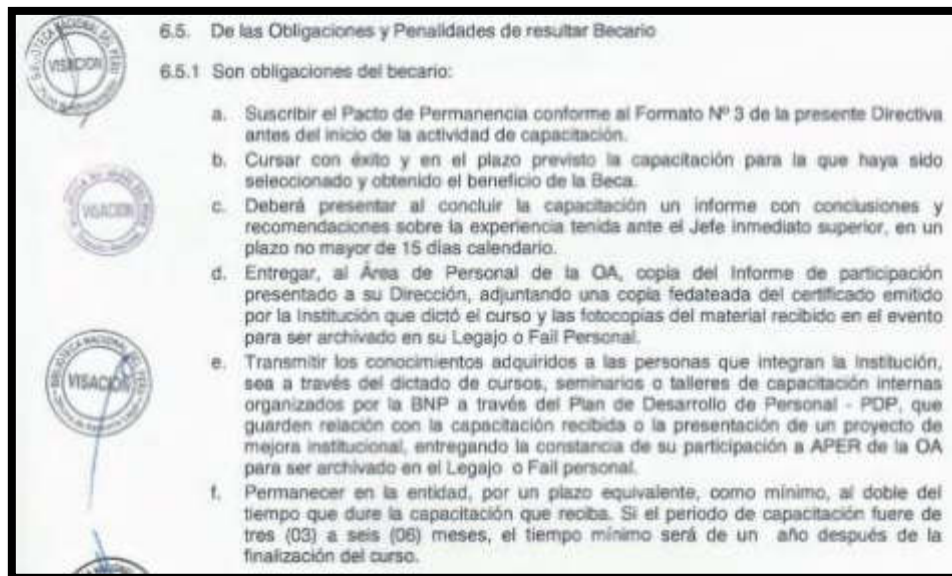 6.5. De las Obligaciones y Penalidades de resultar Becario
6.5.1 Son obligaciones del becario:
a. Suscribir el Pacto de Permanencia conforme al Formato Nº 3 de la presente Directiva
antes del inicio de la actividad de capacitación.
b. Cursar con éxito y en el plazo previsto la capacitación para la que haya sido
seleccionado y obtenido el beneficio de la Beca.
c. Deberá presentar al concluir la capacitación un informe con conclusiones y
recomendaciones sobre la experiencia tenida ante el Jefe inmediato superior, en un
plazo no mayor de 15 días calendario.
d. Entregar, al Área de Personal de la OA, copia del Informe de participación
presentado a su Dirección, adjuntando una copia fedateada del certificado emitido
por la Institución que dictó el curso y las fotocopias del material recibido en el evento
para ser archivado en su Legajo o Fail Personal.
e. Transmitir los conocimientos adquiridos a las personas que integran la Institución,
sea a través del dictado de cursos, seminarios o talleres de capacitación internas
organizados por la BNP a través del Plan de Desarrollo de Personal - PDP, que
guarden relación con la capacitación recibida o la presentación de un proyecto de
mejora institucional, entregando la constancia de su participación a APER de la OA
para ser archivado en el Legajo o Fail personal.
f. Permanecer en la entidad, por un plazo equivalente, como mínimo, al doble del
tiempo que dure la capacitación que reciba. Si el periodo de capacitación fuere de
tres (03) a seis (06) meses, el tiempo mínimo será de un año después de la
finalización del curso.
BIBLIOTECA NACIONAL DEL PERU
VISACION
VISACION
BIBLIOTECA NACIONAL
VISACION